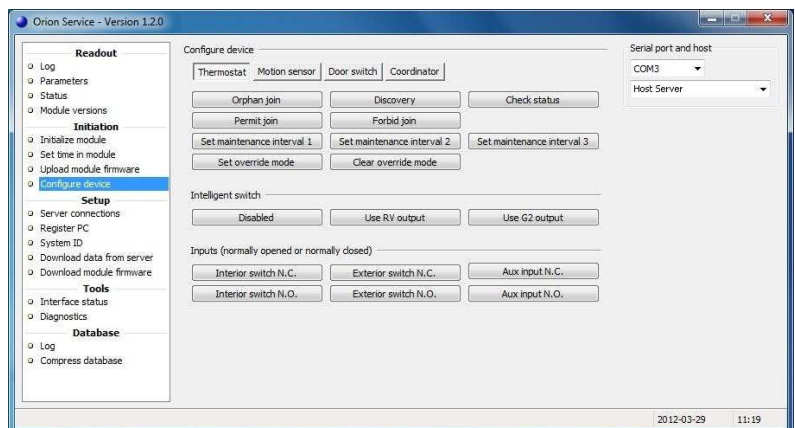 Orion Service - Version 1.2.0
Readout
Log
Parameters
Status
Module versions
Initiation
Initialize module
Set time in module
Upload module firmware
Configure device
Setup
Server connections
Register PC
System ID
Download data from server
Download module firmware
Tools
Interface status
Diagnostics
Database
Log
Compress database
Configure device
Thermostat Motion sensor Door switch Coordinator
Orphan join Discovery Check status
Permit join Forbid join
Set maintenance interval 1 Set maintenance interval 2 Set maintenance interval 3
Set override mode Clear override mode
Intelligent switch
Disabled Use RV output Use G2 output
Inputs (normally opened or normally closed)
Interior switch N.C. Exterior switch N.C. Aux input N.C.
Interior switch N.O. Exterior switch N.O. Aux input N.O.
Serial port and host
COM3
Host Server
2012-03-29 11:19